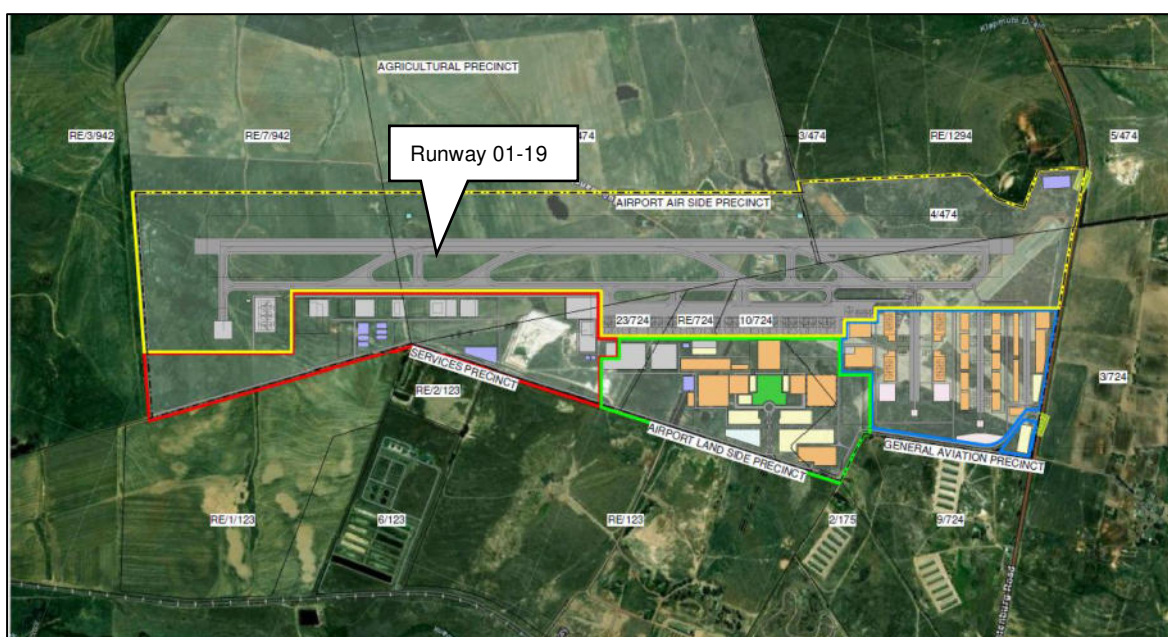 Klapmuts D
AGRICULTURAL PRECINCT
RE/3/942
RE/7/942
474
3/474
RE/1294
5/474
Runway 01-19
AIRPORT AIR SIDE PRECINCT
4/474
23/724
RE/724
10/724
SERVICES PRECINCT
RE/2/123
3/724
AIRPORT LAND SIDE PRECINCT
GENERAL AVIATION PRECINCT
RE/1/123
6/123
RE/123
2/175
9/724
Road